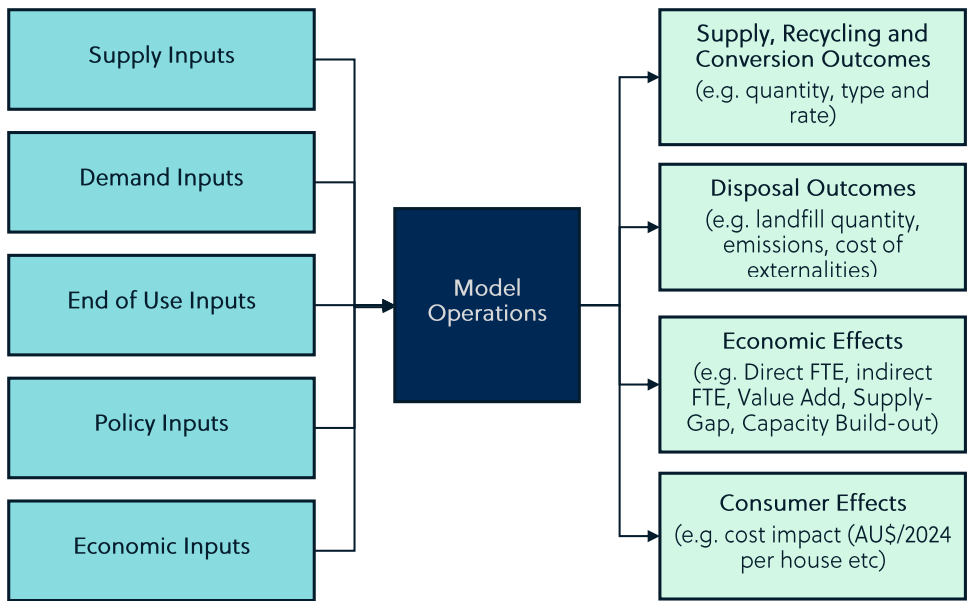 Supply Inputs
Demand Inputs
End of Use Inputs
Policy Inputs
Economic Inputs
Model
Operations
Supply, Recycling and
Conversion Outcomes
(e.g. quantity, type and
rate)
Disposal Outcomes
(e.g. landfill quantity,
emissions, cost of
externalities)
Economic Effects
(e.g. Direct FTE, indirect
FTE, Value Add, Supply-
Gap, Capacity Build-out)
Consumer Effects
(e.g. cost impact (AU$/2024
per house etc)